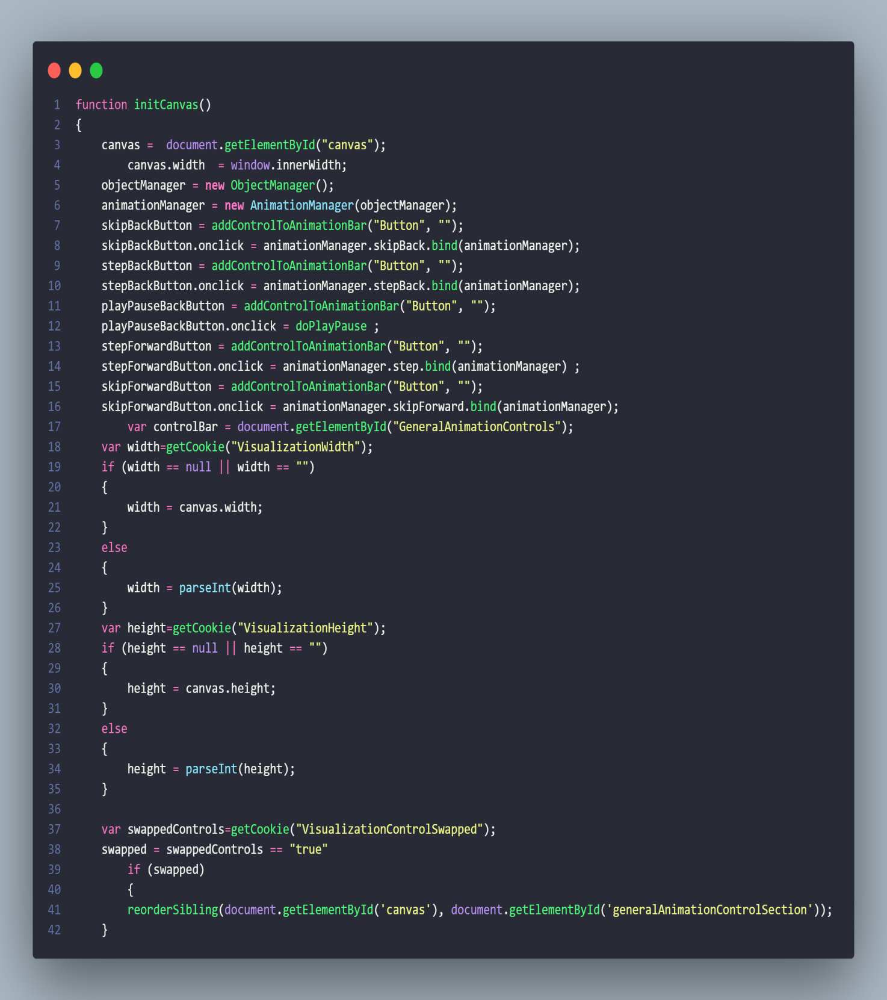 1 function initCanvas()
2 {
3     canvas =  document.getElementById("canvas");
4         canvas.width  = window.innerWidth;
5     objectManager = new ObjectManager();
6     animationManager = new AnimationManager(objectManager);
7     skipBackButton = addControlToAnimationBar("Button", "");
8     skipBackButton.onclick = animationManager.skipBack.bind(animationManager);
9     stepBackButton = addControlToAnimationBar("Button", "");
10     stepBackButton.onclick = animationManager.stepBack.bind(animationManager);
11     playPauseBackButton = addControlToAnimationBar("Button", "");
12     playPauseBackButton.onclick = doPlayPause ;
13     stepForwardButton = addControlToAnimationBar("Button", "");
14     stepForwardButton.onclick = animationManager.step.bind(animationManager) ;
15     skipForwardButton = addControlToAnimationBar("Button", "");
16     skipForwardButton.onclick = animationManager.skipForward.bind(animationManager);
17         var controlBar = document.getElementById("GeneralAnimationControls");
18     var width=getCookie("VisualizationWidth");
19     if (width == null || width == "")
20     {
21         width = canvas.width;
22     }
23     else
24     {
25         width = parseInt(width);
26     }
27     var height=getCookie("VisualizationHeight");
28     if (height == null || height == "")
29     {
30         height = canvas.height;
31     }
32     else
33     {
34         height = parseInt(height);
35     }
36
37     var swappedControls=getCookie("VisualizationControlSwapped");
38     swapped = swappedControls == "true"
39         if (swapped)
40         {
41         reorderSibling(document.getElementById('canvas'), document.getElementById('generalAnimationControlSection'));
42     }